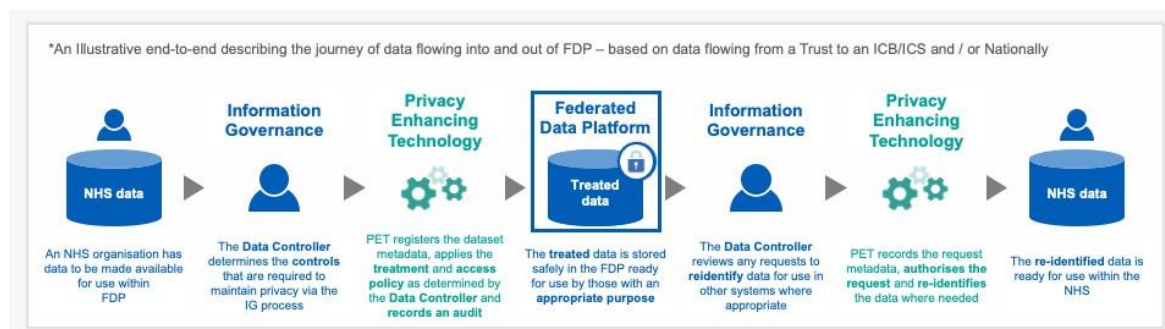 *An Illustrative end-to-end describing the journey of data flowing into and out of FDP – based on data flowing from a Trust to an ICB/ICS and / or Nationally
NHS data
An NHS organisation has
data to be made available
for use within
FDP
Information
Governance
The Data Controller
determines the controls
that are required to
maintain privacy via the
IG process
Privacy
Enhancing
Technology
PET registers the dataset
metadata, applies the
treatment and access
policy as determined by
the Data Controller and
records an audit
Federated
Data Platform
Treated
data
The treated data is stored
safely in the FDP ready
for use by those with an
appropriate purpose
Information
Governance
The Data Controller
reviews any requests to
reidentify data for use in
other systems where
appropriate
Privacy
Enhancing
Technology
PET records the request
metadata, authorises the
request and re-identifies
the data where needed
NHS data
The re-identified data is
ready for use within the
NHS